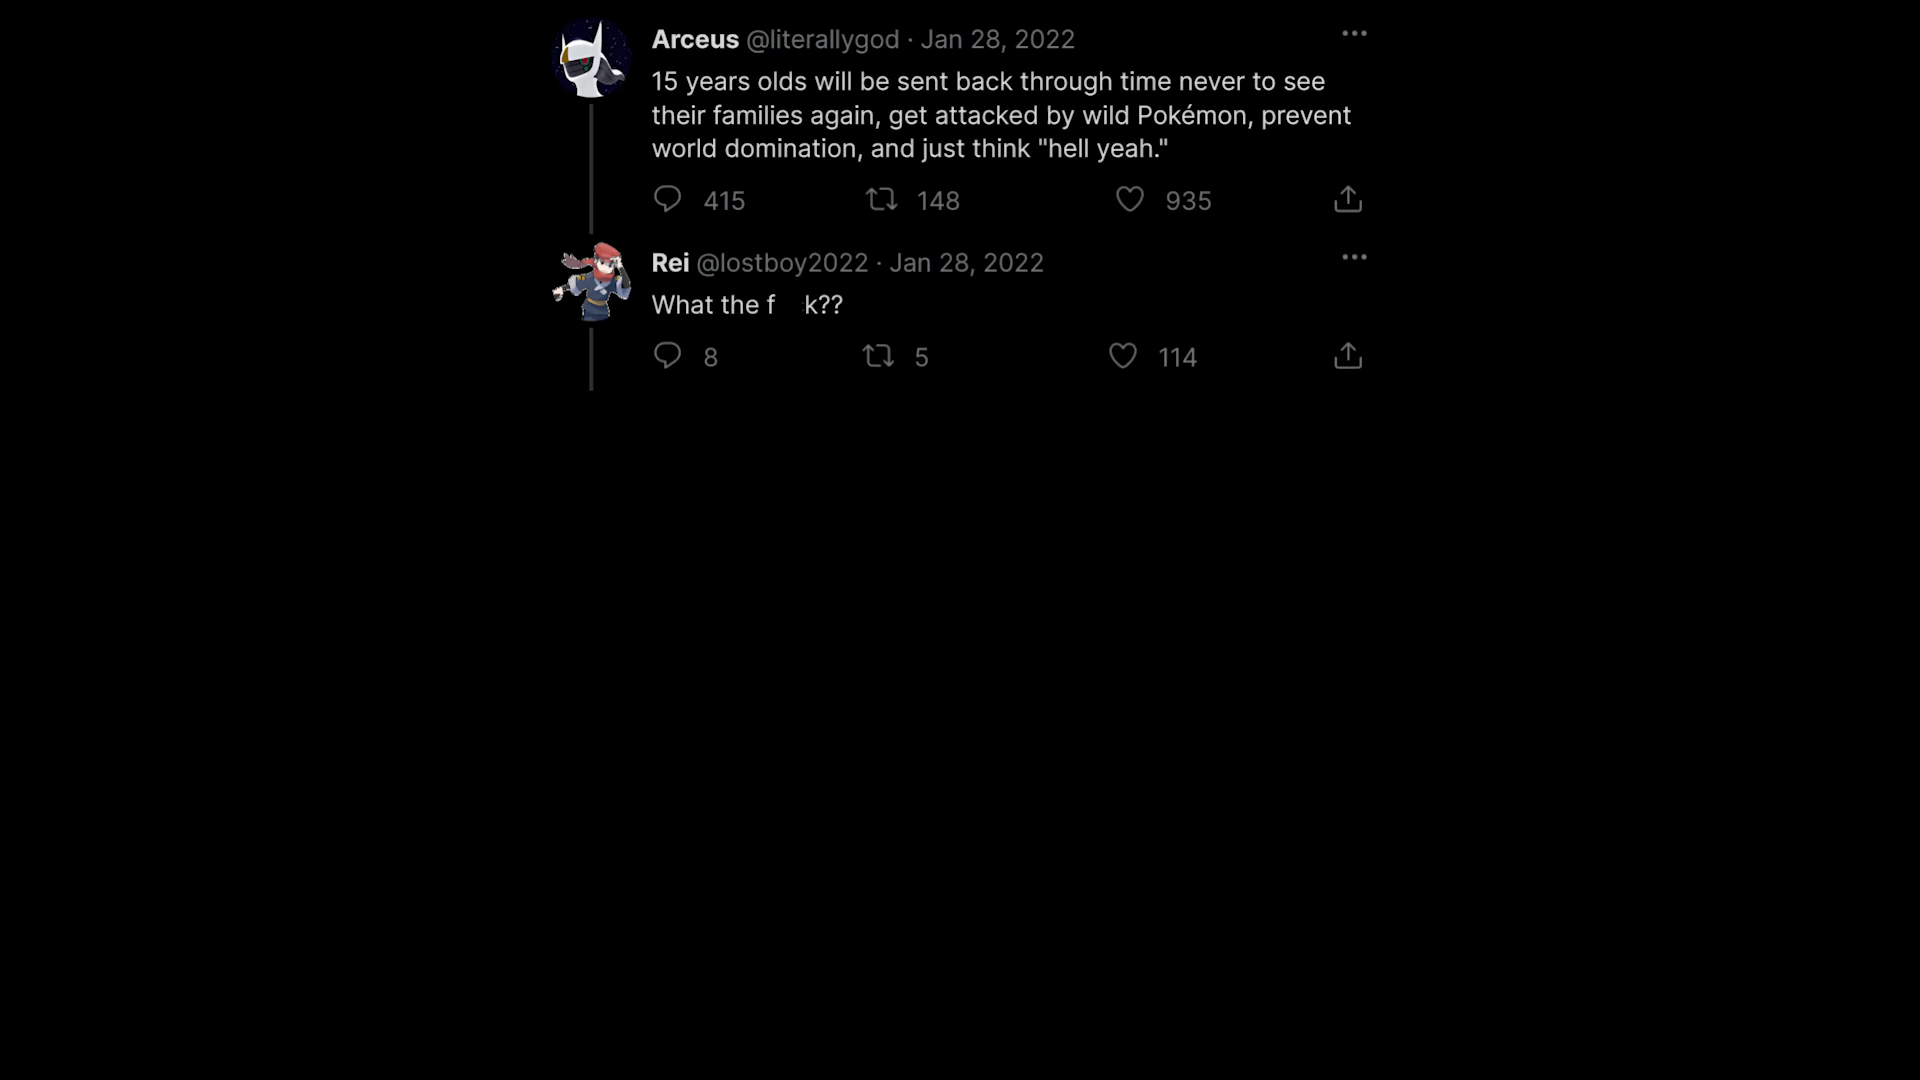 Arceus @literallygod · Jan 28, 2022
15 years olds will be sent back through time never to see
their families again, get attacked by wild Pokémon, prevent
world domination, and just think "hell yeah."
415 148 935
Rei @lostboy2022 · Jan 28, 2022
What the f k??
8 5 114